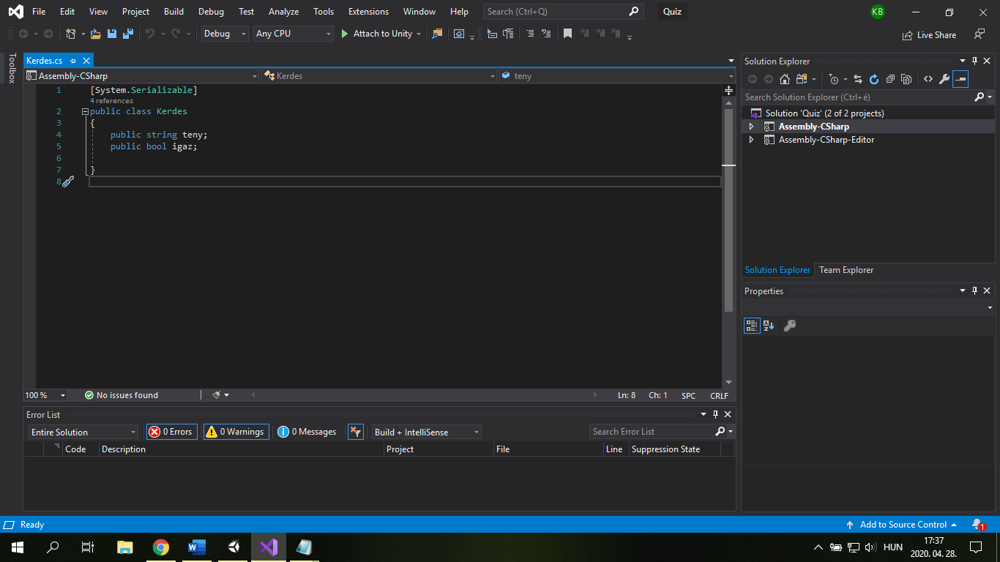 File Edit View Project Build Debug Test Analyze Tools Extensions Window Help Search (Ctrl+Q) Quiz KB
Debug Any CPU Attach to Unity Live Share
Toolbox
Kerdes.cs
Assembly-CSharp Kerdes teny
1 [System.Serializable]
4 references
2 public class Kerdes
3 {
4 public string teny;
5 public bool igaz;
6
7 }
8
100 % No issues found Ln: 8 Ch: 1 SPC CRLF
Error List
Entire Solution 0 Errors 0 Warnings 0 Messages Build + IntelliSense Search Error List
Code Description Project File Line Suppression State
Solution Explorer
Search Solution Explorer (Ctrl+é)
Solution 'Quiz' (2 of 2 projects)
Assembly-CSharp
Assembly-CSharp-Editor
Solution Explorer Team Explorer
Properties
Ready Add to Source Control 1
HUN 17:37
2020. 04. 28.